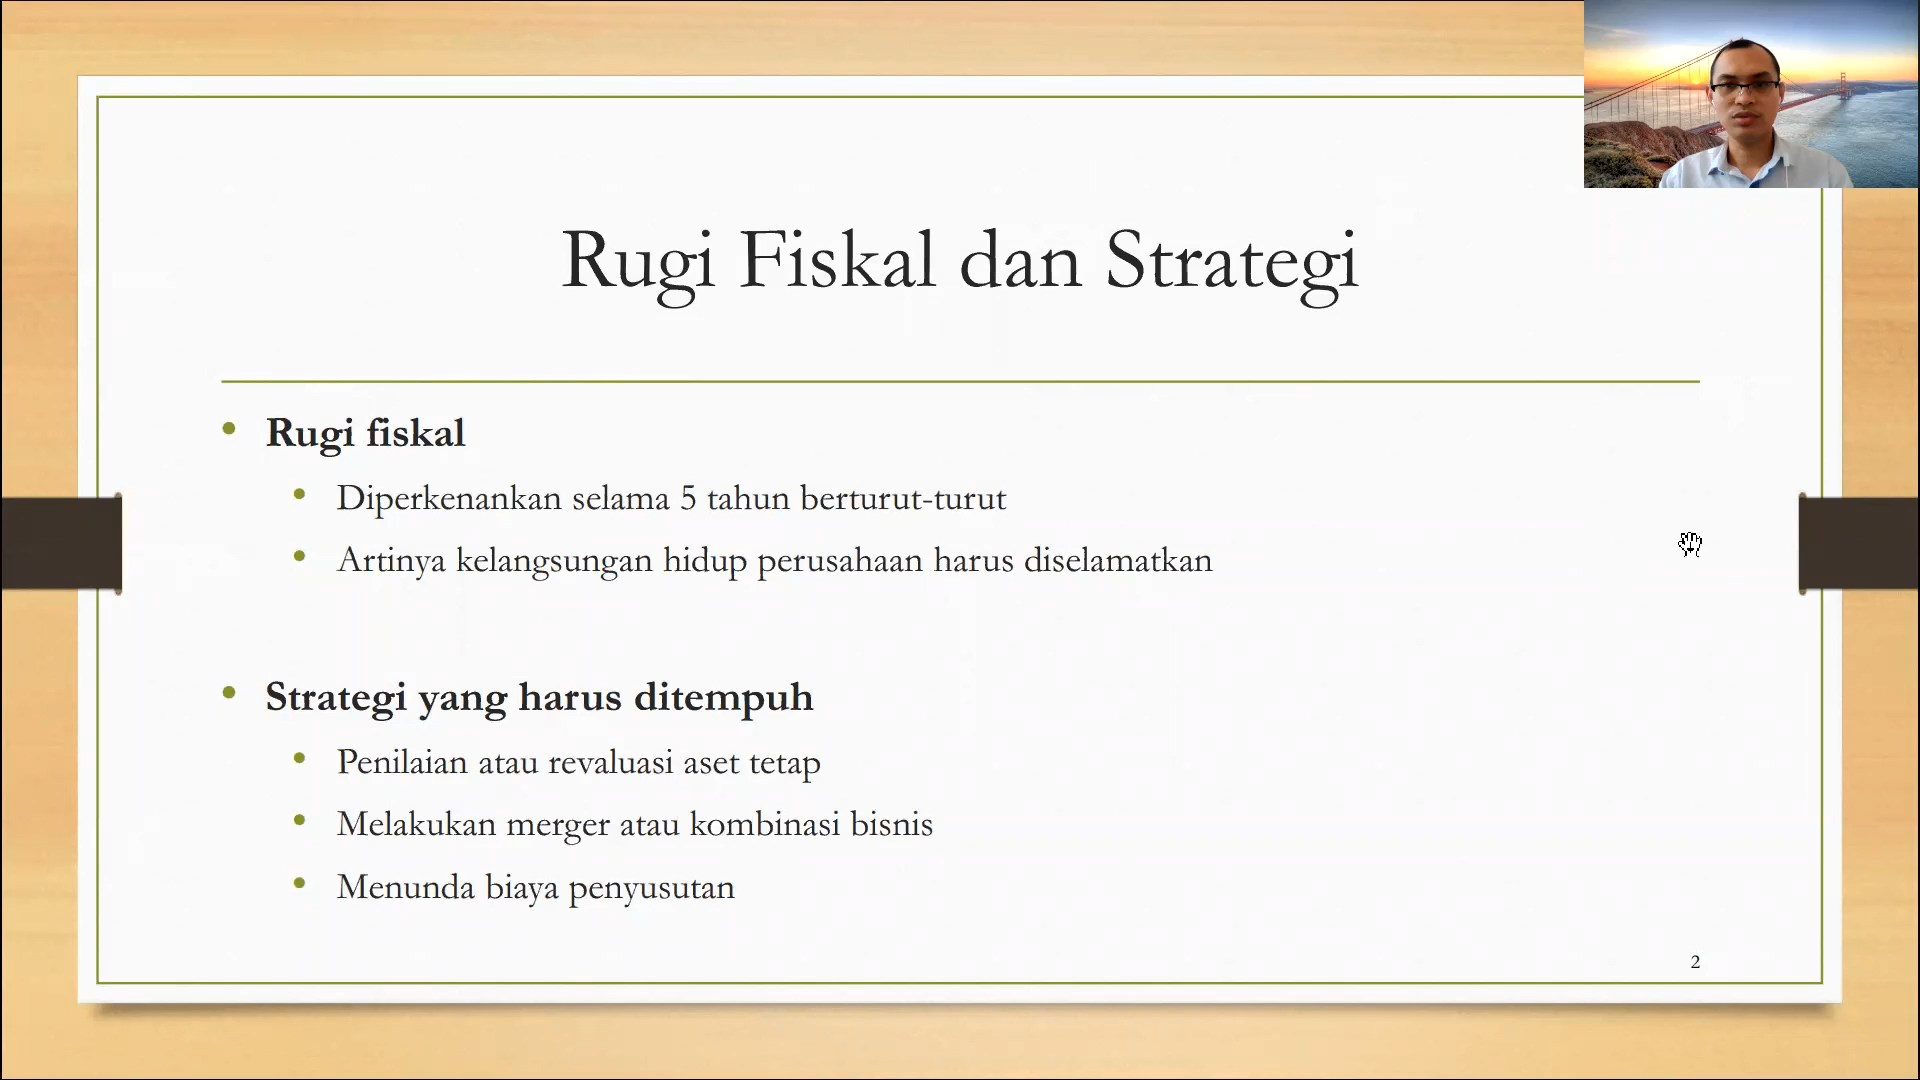 Rugi Fiskal dan Strategi
Rugi fiskal
Diperkenankan selama 5 tahun berturut-turut
Artinya kelangsungan hidup perusahaan harus diselamatkan
Strategi yang harus ditempuh
Penilaian atau revaluasi aset tetap
Melakukan merger atau kombinasi bisnis
Menunda biaya penyusutan
2